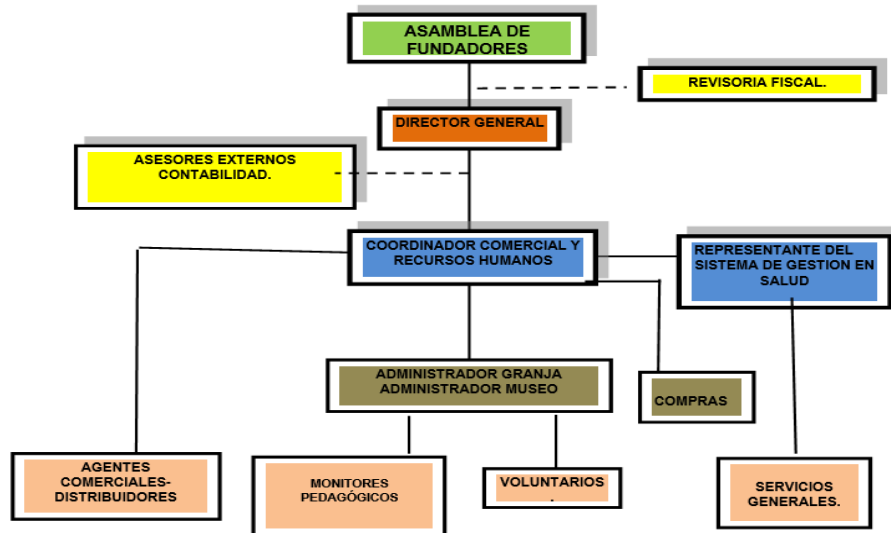 ASAMBLEA DE
FUNDADORES
REVISORIA FISCAL.
DIRECTOR GENERAL
ASESORES EXTERNOS
CONTABILIDAD.
COORDINADOR COMERCIAL Y
RECURSOS HUMANOS
REPRESENTANTE DEL
SISTEMA DE GESTION EN
SALUD
ADMINISTRADOR GRANJA
ADMINISTRADOR MUSEO
COMPRAS
AGENTES
COMERCIALES-
DISTRIBUIDORES
MONITORES
PEDAGÓGICOS
VOLUNTARIOS
.
SERVICIOS
GENERALES.